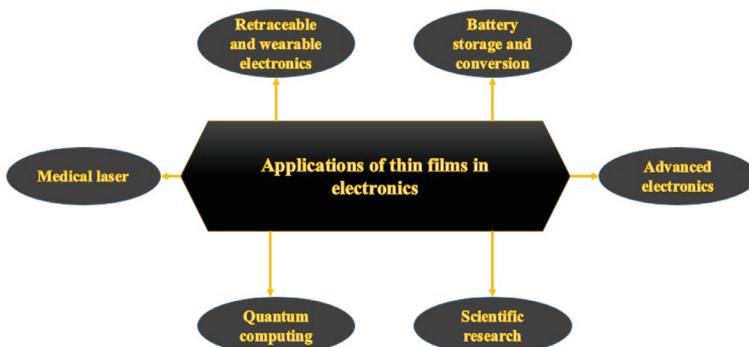 Retraceable
and wearable
electronics
Battery
storage and
conversion
Medical laser
Applications of thin films in
electronics
Advanced
electronics
Quantum
computing
Scientific
research